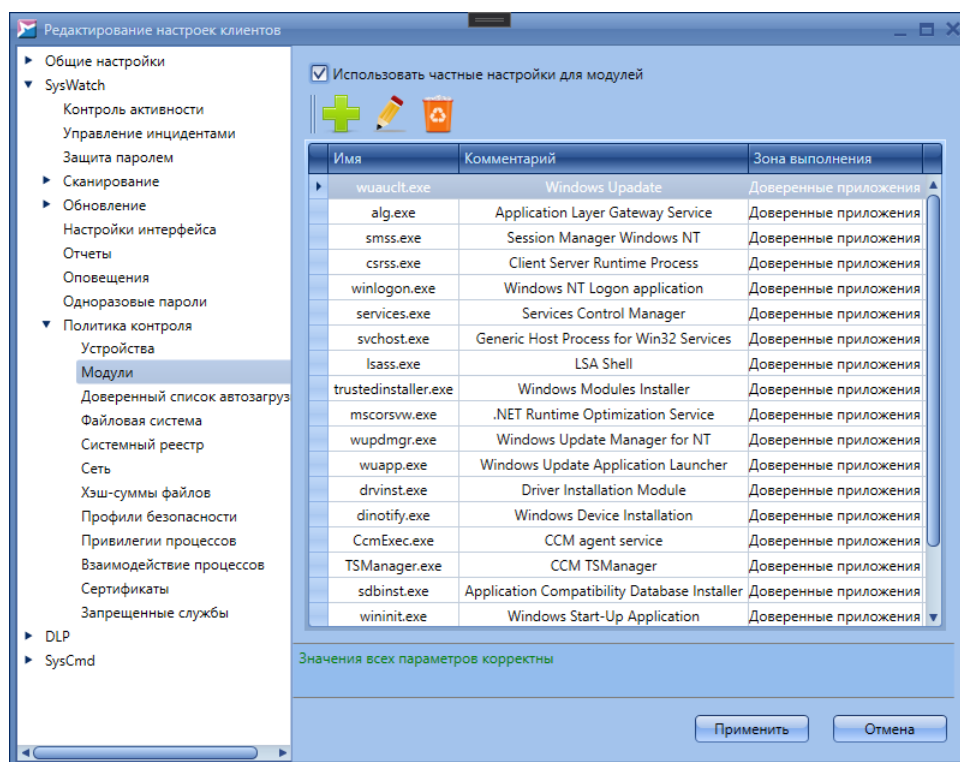 Редактирование настроек клиентов
Общие настройки
SysWatch
Контроль активности
Управление инцидентами
Защита паролем
Сканирование
Обновление
Настройки интерфейса
Отчеты
Оповещения
Одноразовые пароли
Политика контроля
Устройства
Модули
Доверенный список автозагруз
Файловая система
Системный реестр
Сеть
Хэш-суммы файлов
Профили безопасности
Привилегии процессов
Взаимодействие процессов
Сертификаты
Запрещенные службы
DLP
SysCmd
Использовать частные настройки для модулей
Имя Комментарий Зона выполнения
wuauclt.exe Windows Upadate Доверенные приложения
alg.exe Application Layer Gateway Service Доверенные приложения
smss.exe Session Manager Windows NT Доверенные приложения
csrss.exe Client Server Runtime Process Доверенные приложения
winlogon.exe Windows NT Logon application Доверенные приложения
services.exe Services Control Manager Доверенные приложения
svchost.exe Generic Host Process for Win32 Services Доверенные приложения
lsass.exe LSA Shell Доверенные приложения
trustedinstaller.exe Windows Modules Installer Доверенные приложения
mscorsvw.exe .NET Runtime Optimization Service Доверенные приложения
wupdmgr.exe Windows Update Manager for NT Доверенные приложения
wuapp.exe Windows Update Application Launcher Доверенные приложения
drvinst.exe Driver Installation Module Доверенные приложения
dinotify.exe Windows Device Installation Доверенные приложения
CcmExec.exe CCM agent service Доверенные приложения
TSManager.exe CCM TSManager Доверенные приложения
sdbinst.exe Application Compatibility Database Installer Доверенные приложения
wininit.exe Windows Start-Up Application Доверенные приложения
Значения всех параметров корректны
Применить Отмена